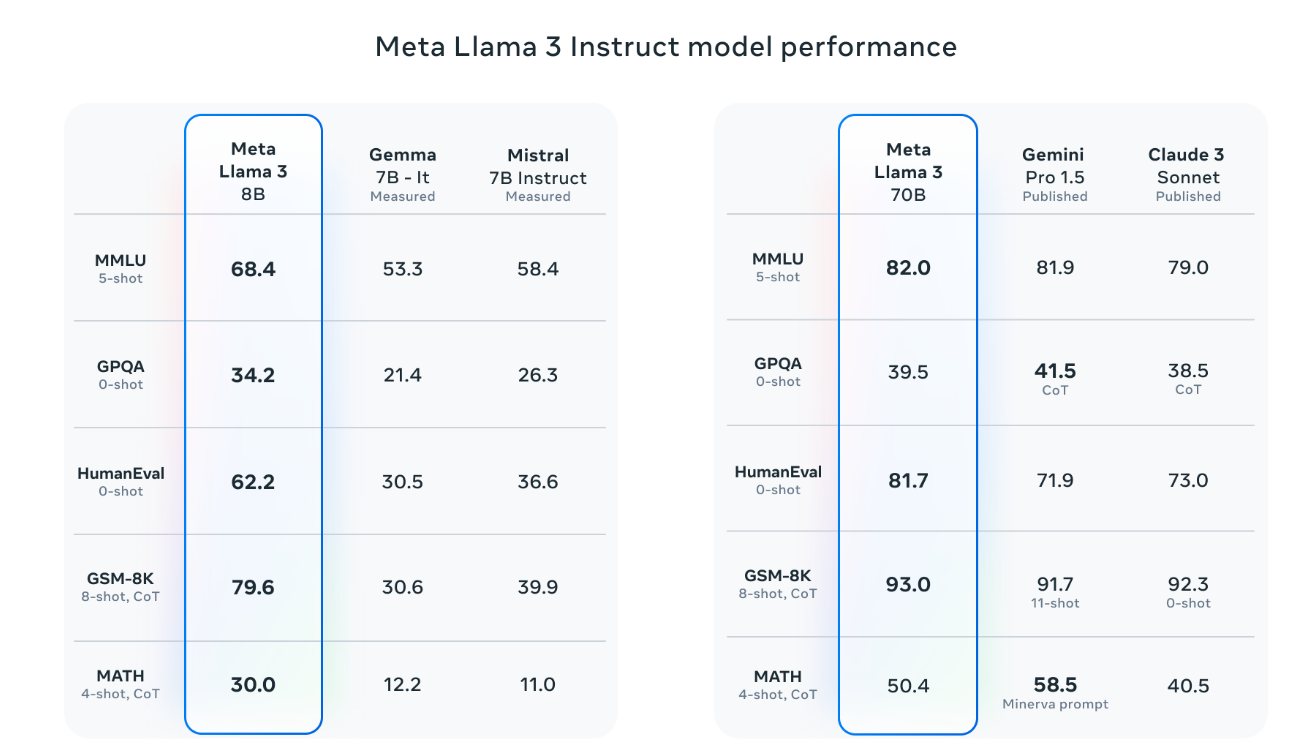 Meta Llama 3 Instruct model performance
Meta
Llama 3
8B
Gemma
7B - It
Measured
Mistral
7B Instruct
Measured
MMLU
5-shot
68.4
53.3
58.4
GPQA
0-shot
34.2
21.4
26.3
HumanEval
0-shot
62.2
30.5
36.6
GSM-8K
8-shot, CoT
79.6
30.6
39.9
MATH
4-shot, CoT
30.0
12.2
11.0
Meta
Llama 3
70B
Gemini
Pro 1.5
Published
Claude 3
Sonnet
Published
MMLU
5-shot
82.0
81.9
79.0
GPQA
0-shot
39.5
41.5
CoT
38.5
CoT
HumanEval
0-shot
81.7
71.9
73.0
GSM-8K
8-shot, CoT
93.0
91.7
11-shot
92.3
0-shot
MATH
4-shot, CoT
50.4
58.5
Minerva prompt
40.5